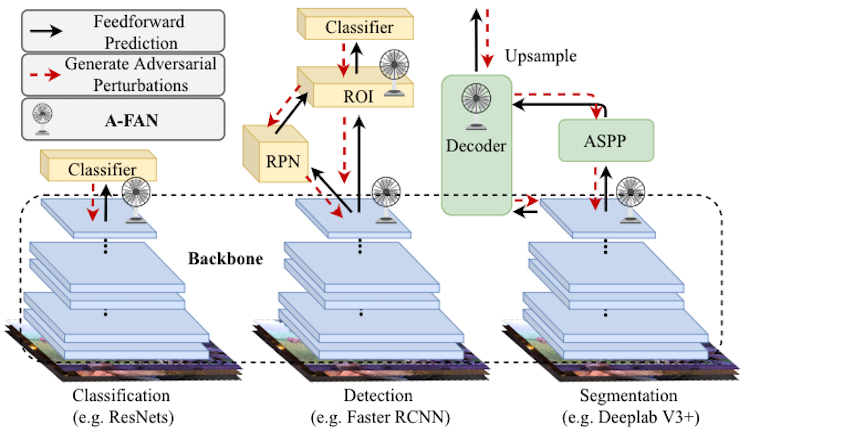 Feedforward
Prediction
Generate Adversarial
Perturbations
A-FAN
Classifier
Classifier
ROI
RPN
Upsample
Decoder
ASPP
Backbone
Classification
(e.g. ResNets)
Detection
(e.g. Faster RCNN)
Segmentation
(e.g. Deeplab V3+)